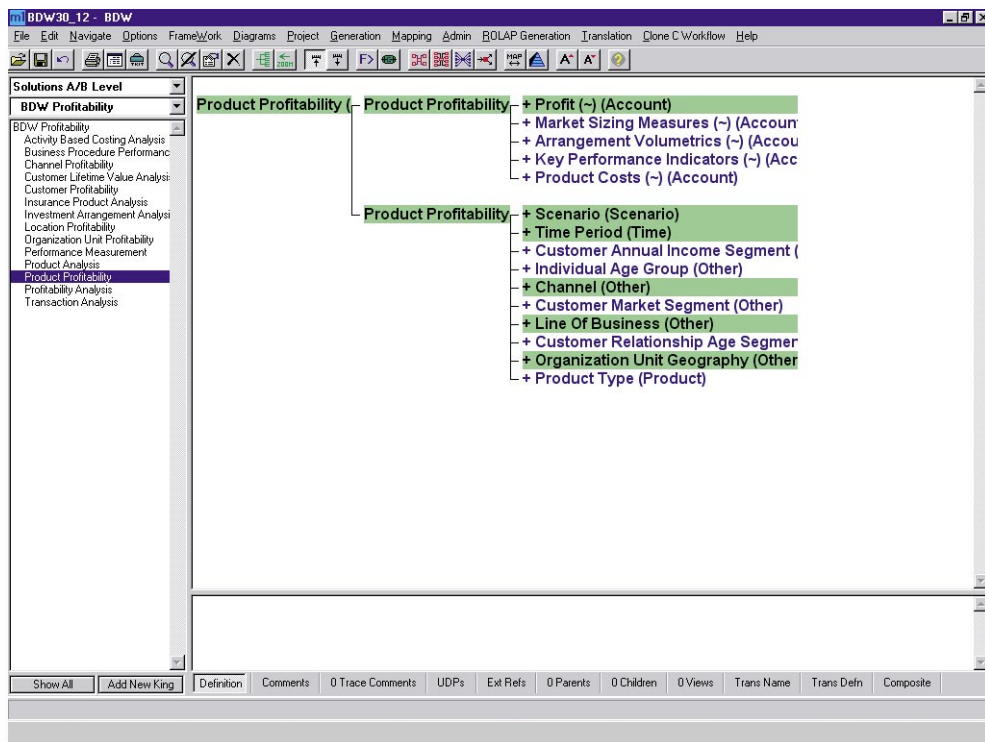 BDW30_12 - BDW
File Edit Navigate Options FrameWork Diagrams Project Generation Mapping Admin ROLAP Generation Translation Clone C Workflow Help
Solutions A/B Level
BDW Profitability
BDW Profitability
Activity Based Costing Analysis
Business Procedure Performanc
Channel Profitability
Customer Lifetime Value Analysi
Customer Profitability
Insurance Product Analysis
Investment Arrangement Analysi
Location Profitability
Organization Unit Profitability
Performance Measurement
Product Analysis
Product Profitability
Profitability Analysis
Transaction Analysis
Product Profitability (
Product Profitability
+ Profit (~) (Account)
+ Market Sizing Measures (~) (Accoun
+ Arrangement Volumetrics (~) (Accou
+ Key Performance Indicators (~) (Acc
+ Product Costs (~) (Account)
Product Profitability
+ Scenario (Scenario)
+ Time Period (Time)
+ Customer Annual Income Segment (
+ Individual Age Group (Other)
+ Channel (Other)
+ Customer Market Segment (Other)
+ Line Of Business (Other)
+ Customer Relationship Age Segmen
+ Organization Unit Geography (Other
+ Product Type (Product)
Show All Add New King
Definition Comments 0 Trace Comments UDPs Ext Refs 0 Parents 0 Children 0 Views Trans Name Trans Defn Composite